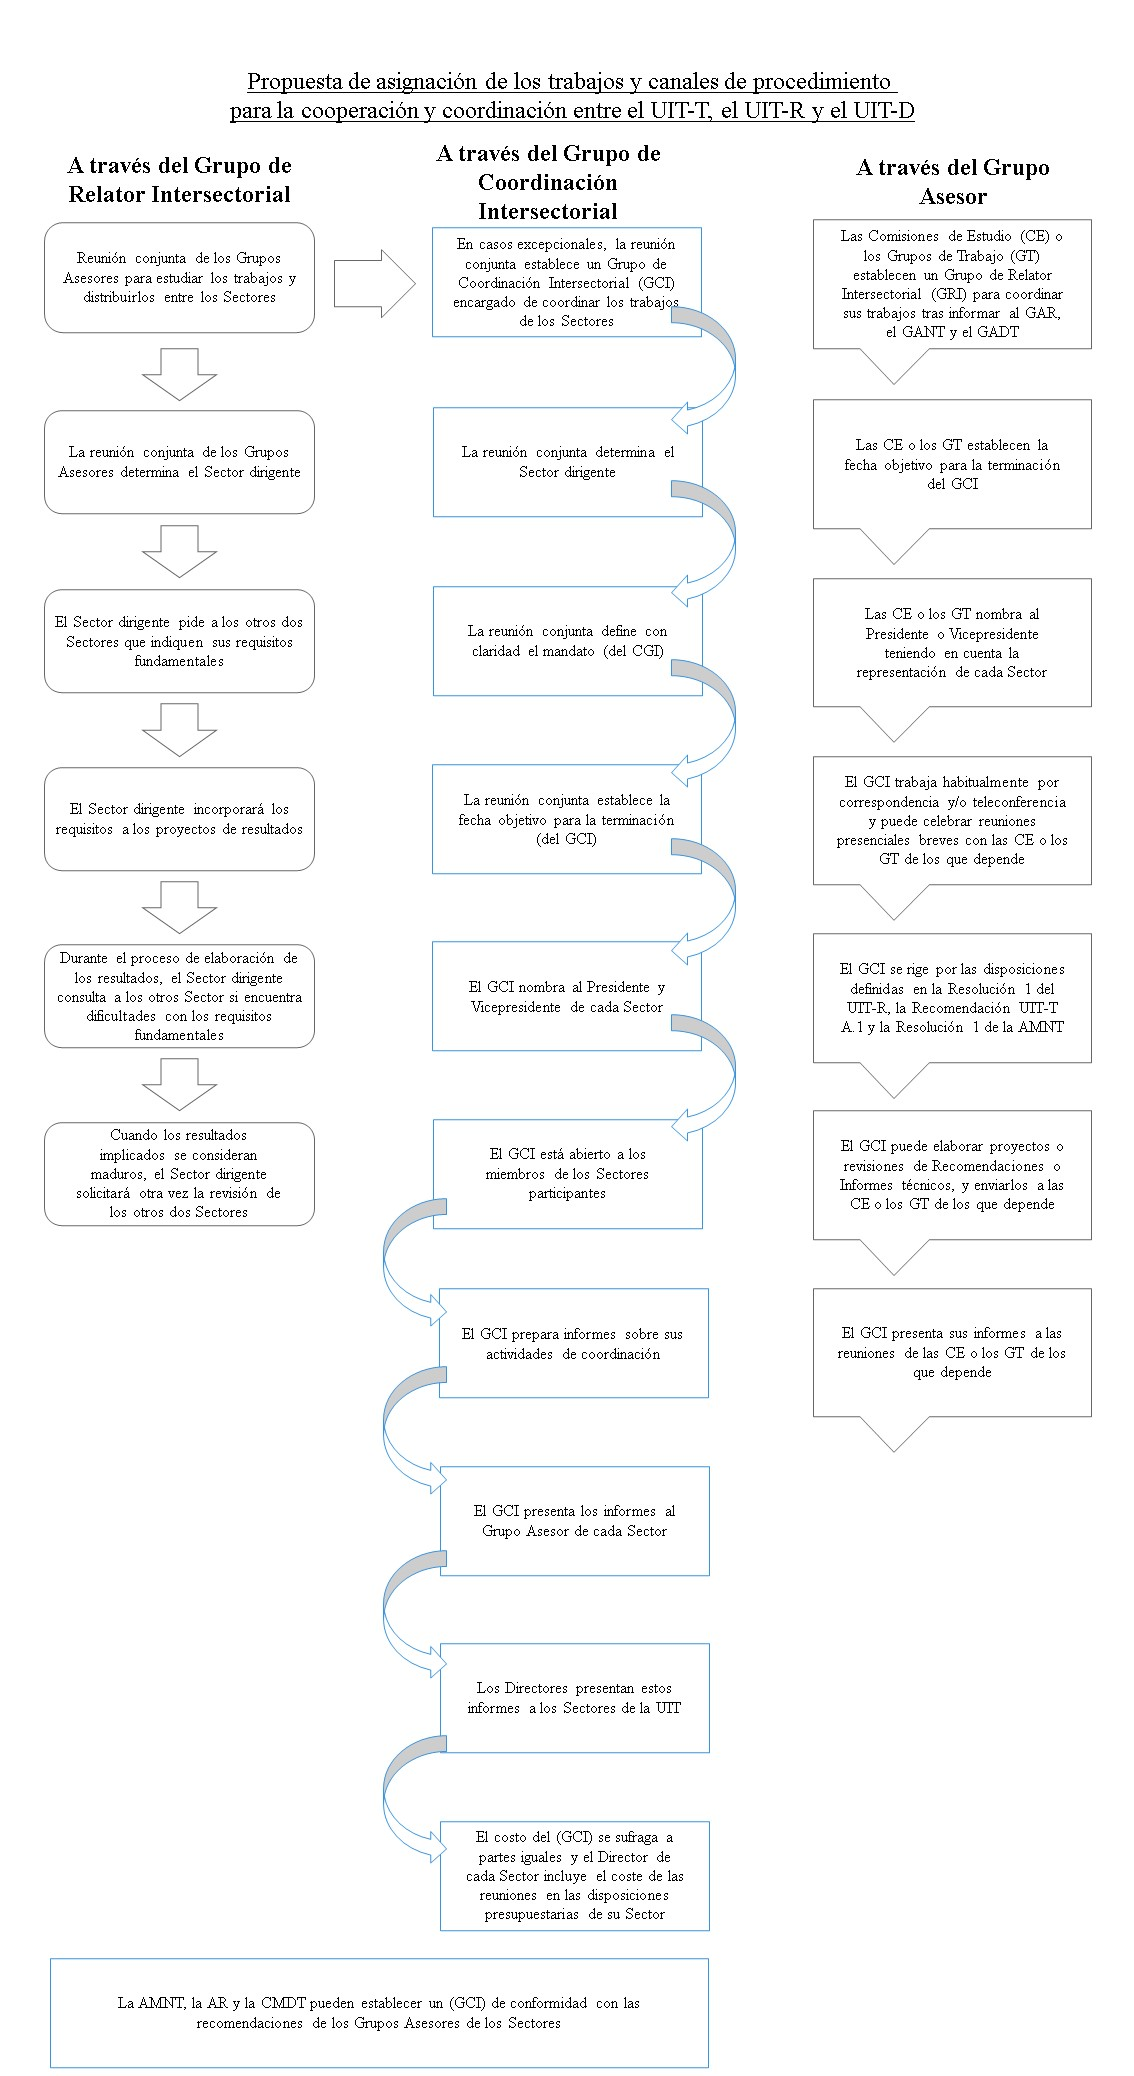 Propuesta de asignación de los trabajos y canales de procedimiento
para la cooperación y coordinación entre el UIT-T, el UIT-R y el UIT-D
A través del Grupo de
Relator Intersectorial
Reunión conjunta de los Grupos
Asesores para estudiar los trabajos y
distribuirlos entre los Sectores
La reunión conjunta de los Grupos
Asesores determina el Sector dirigente
El Sector dirigente pide a los otros dos
Sectores que indiquen sus requisitos
fundamentales
El Sector dirigente incorporará los
requisitos a los proyectos de resultados
Durante el proceso de elaboración de
los resultados, el Sector dirigente
consulta a los otros Sector si encuentra
dificultades con los requisitos
fundamentales
Cuando los resultados
implicados se consideran
maduros, el Sector dirigente
solicitará otra vez la revisión de
los otros dos Sectores
A través del Grupo de
Coordinación
Intersectorial
En casos excepcionales, la reunión
conjunta establece un Grupo de
Coordinación Intersectorial (GCI)
encargado de coordinar los trabajos
de los Sectores
La reunión conjunta determina el
Sector dirigente
La reunión conjunta define con
claridad el mandato (del CGI)
La reunión conjunta establece la
fecha objetivo para la terminación
(del GCI)
El GCI nombra al Presidente y
Vicepresidente de cada Sector
El GCI está abierto a los
miembros de los Sectores
participantes
El GCI prepara informes sobre sus
actividades de coordinación
El GCI presenta los informes al
Grupo Asesor de cada Sector
Los Directores presentan estos
informes a los Sectores de la UIT
El costo del (GCI) se sufraga a
partes iguales y el Director de
cada Sector incluye el coste de las
reuniones en las disposiciones
presupuestarias de su Sector
A través del Grupo
Asesor
Las Comisiones de Estudio (CE) o
los Grupos de Trabajo (GT)
establecen un Grupo de Relator
Intersectorial (GRI) para coordinar
sus trabajos tras informar al GAR,
el GANT y el GADT
Las CE o los GT establecen la
fecha objetivo para la terminación
del GCI
Las CE o los GT nombra al
Presidente o Vicepresidente
teniendo en cuenta la
representación de cada Sector
El GCI trabaja habitualmente por
correspondencia y/o teleconferencia
y puede celebrar reuniones
presenciales breves con las CE o los
GT de los que depende
El GCI se rige por las disposiciones
definidas en la Resolución 1 del
UIT-R, la Recomendación UIT-T
A.1 y la Resolución 1 de la AMNT
El GCI puede elaborar proyectos o
revisiones de Recomendaciones o
Informes técnicos, y enviarlos a las
CE o los GT de los que depende
El GCI presenta sus informes a las
reuniones de las CE o los GT de los
que depende
La AMNT, la AR y la CMDT pueden establecer un (GCI) de conformidad con las
recomendaciones de los Grupos Asesores de los Sectores